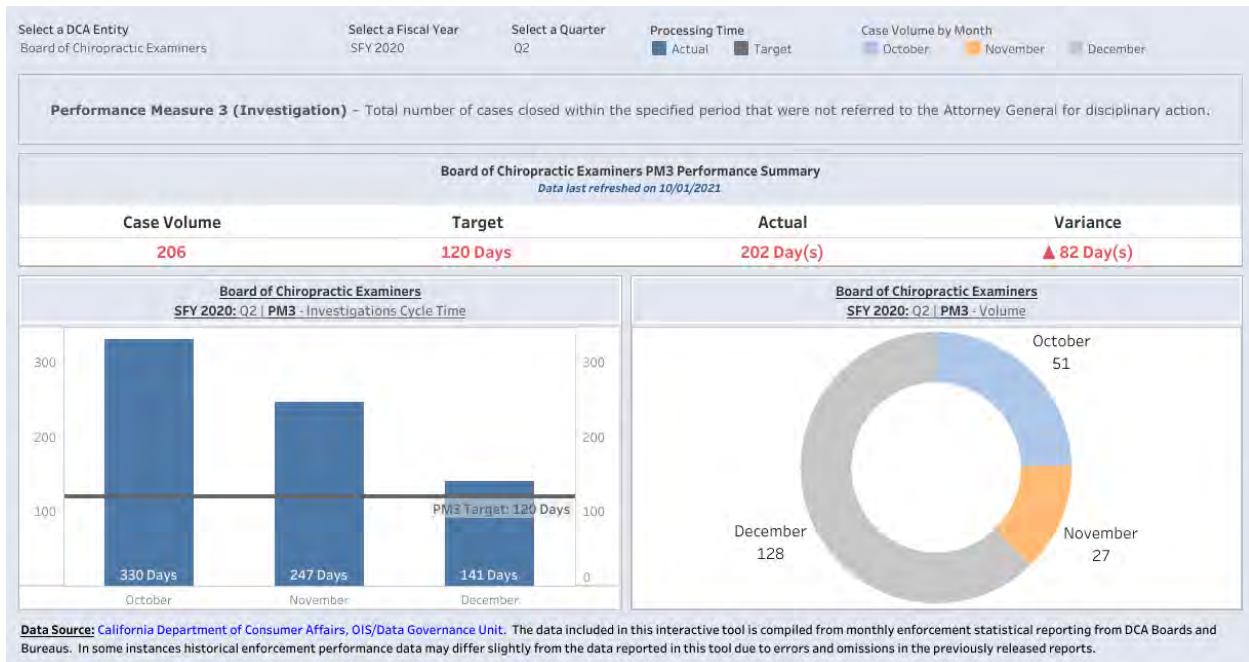 Select a DCA Entity
Board of Chiropractic Examiners
Select a Fiscal Year
SFY 2020
Select a Quarter
Q2
Processing Time
Actual Target
Case Volume by Month
October November December
Performance Measure 3 (Investigation) – Total number of cases closed within the specified period that were not referred to the Attorney General for disciplinary action.
Board of Chiropractic Examiners PM3 Performance Summary
Data last refreshed on 10/01/2021
Case Volume Target Actual Variance
206 120 Days 202 Day(s) ▲ 82 Day(s)
Board of Chiropractic Examiners
SFY 2020: Q2 | PM3 - Investigations Cycle Time
300 300
200 200
100 100
0
PM3 Target: 120 Days
330 Days 247 Days 141 Days
October November December
Board of Chiropractic Examiners
SFY 2020: Q2 | PM3 - Volume
October
51
December
128
November
27
Data Source: California Department of Consumer Affairs, OIS/Data Governance Unit. The data included in this interactive tool is compiled from monthly enforcement statistical reporting from DCA Boards and
Bureaus. In some instances historical enforcement performance data may differ slightly from the data reported in this tool due to errors and omissions in the previously released reports.